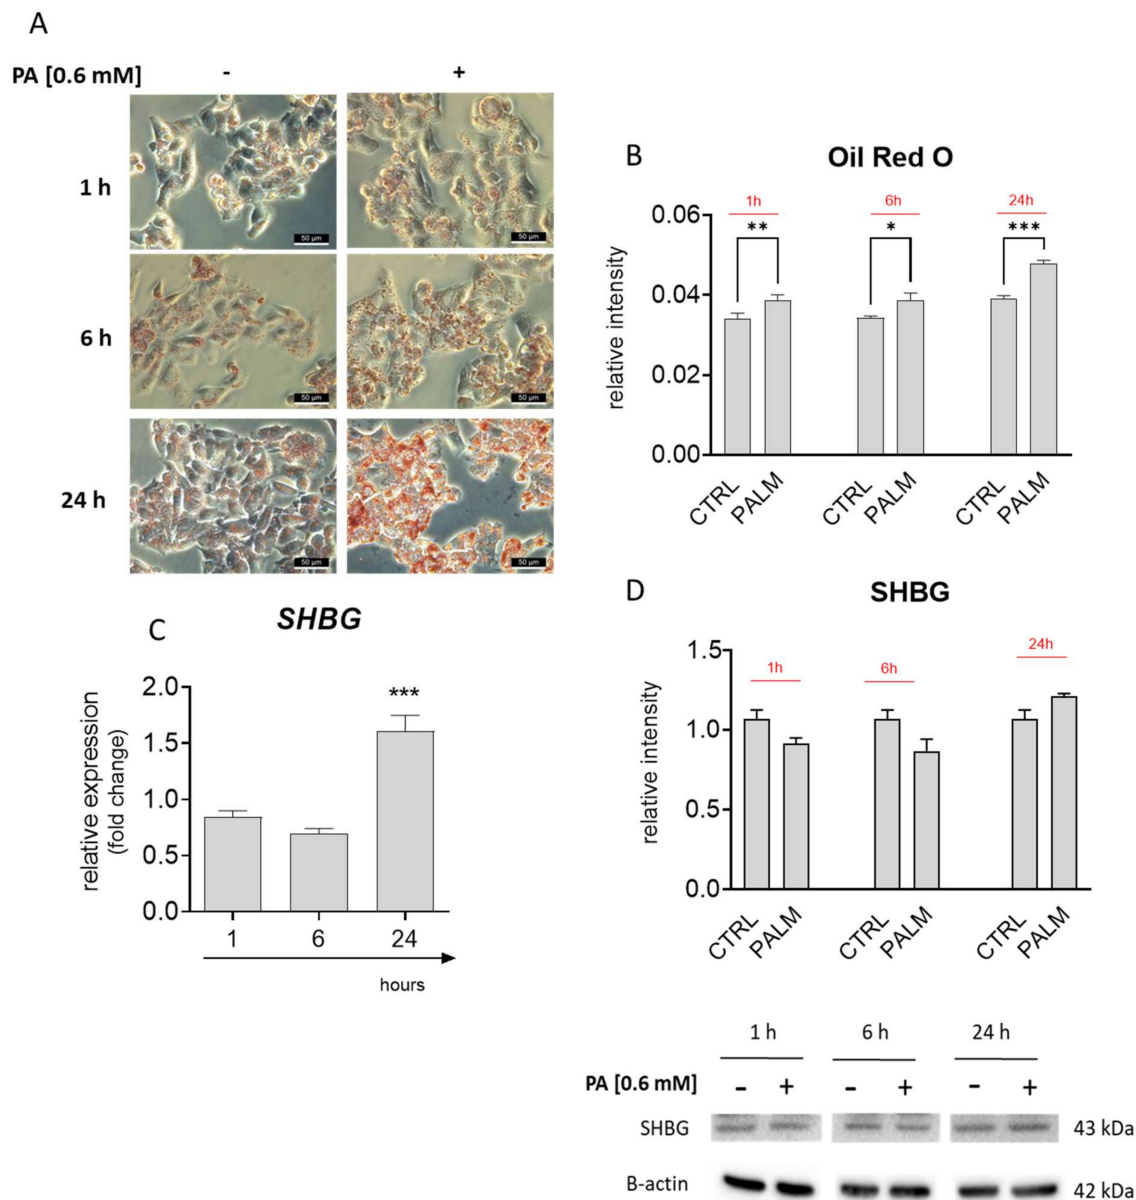 A
PA [0.6 mM] - +
1 h
50 µm 50 µm
6 h
50 µm 50 µm
24 h
50 µm 50 µm
B
Oil Red O
relative intensity
0.06
0.04
0.02
0.00
1h 6h 24h
** * ***
CTRL PALM CTRL PALM CTRL PALM
C
SHBG
relative expression
(fold change)
2.0
1.5
1.0
0.5
0.0
***
1 6 24
hours
D
SHBG
relative intensity
1.5
1.0
0.5
0.0
1h 6h 24h
CTRL PALM CTRL PALM CTRL PALM
1 h 6 h 24 h
PA [0.6 mM] - + - + - +
SHBG 43 kDa
B-actin 42 kDa